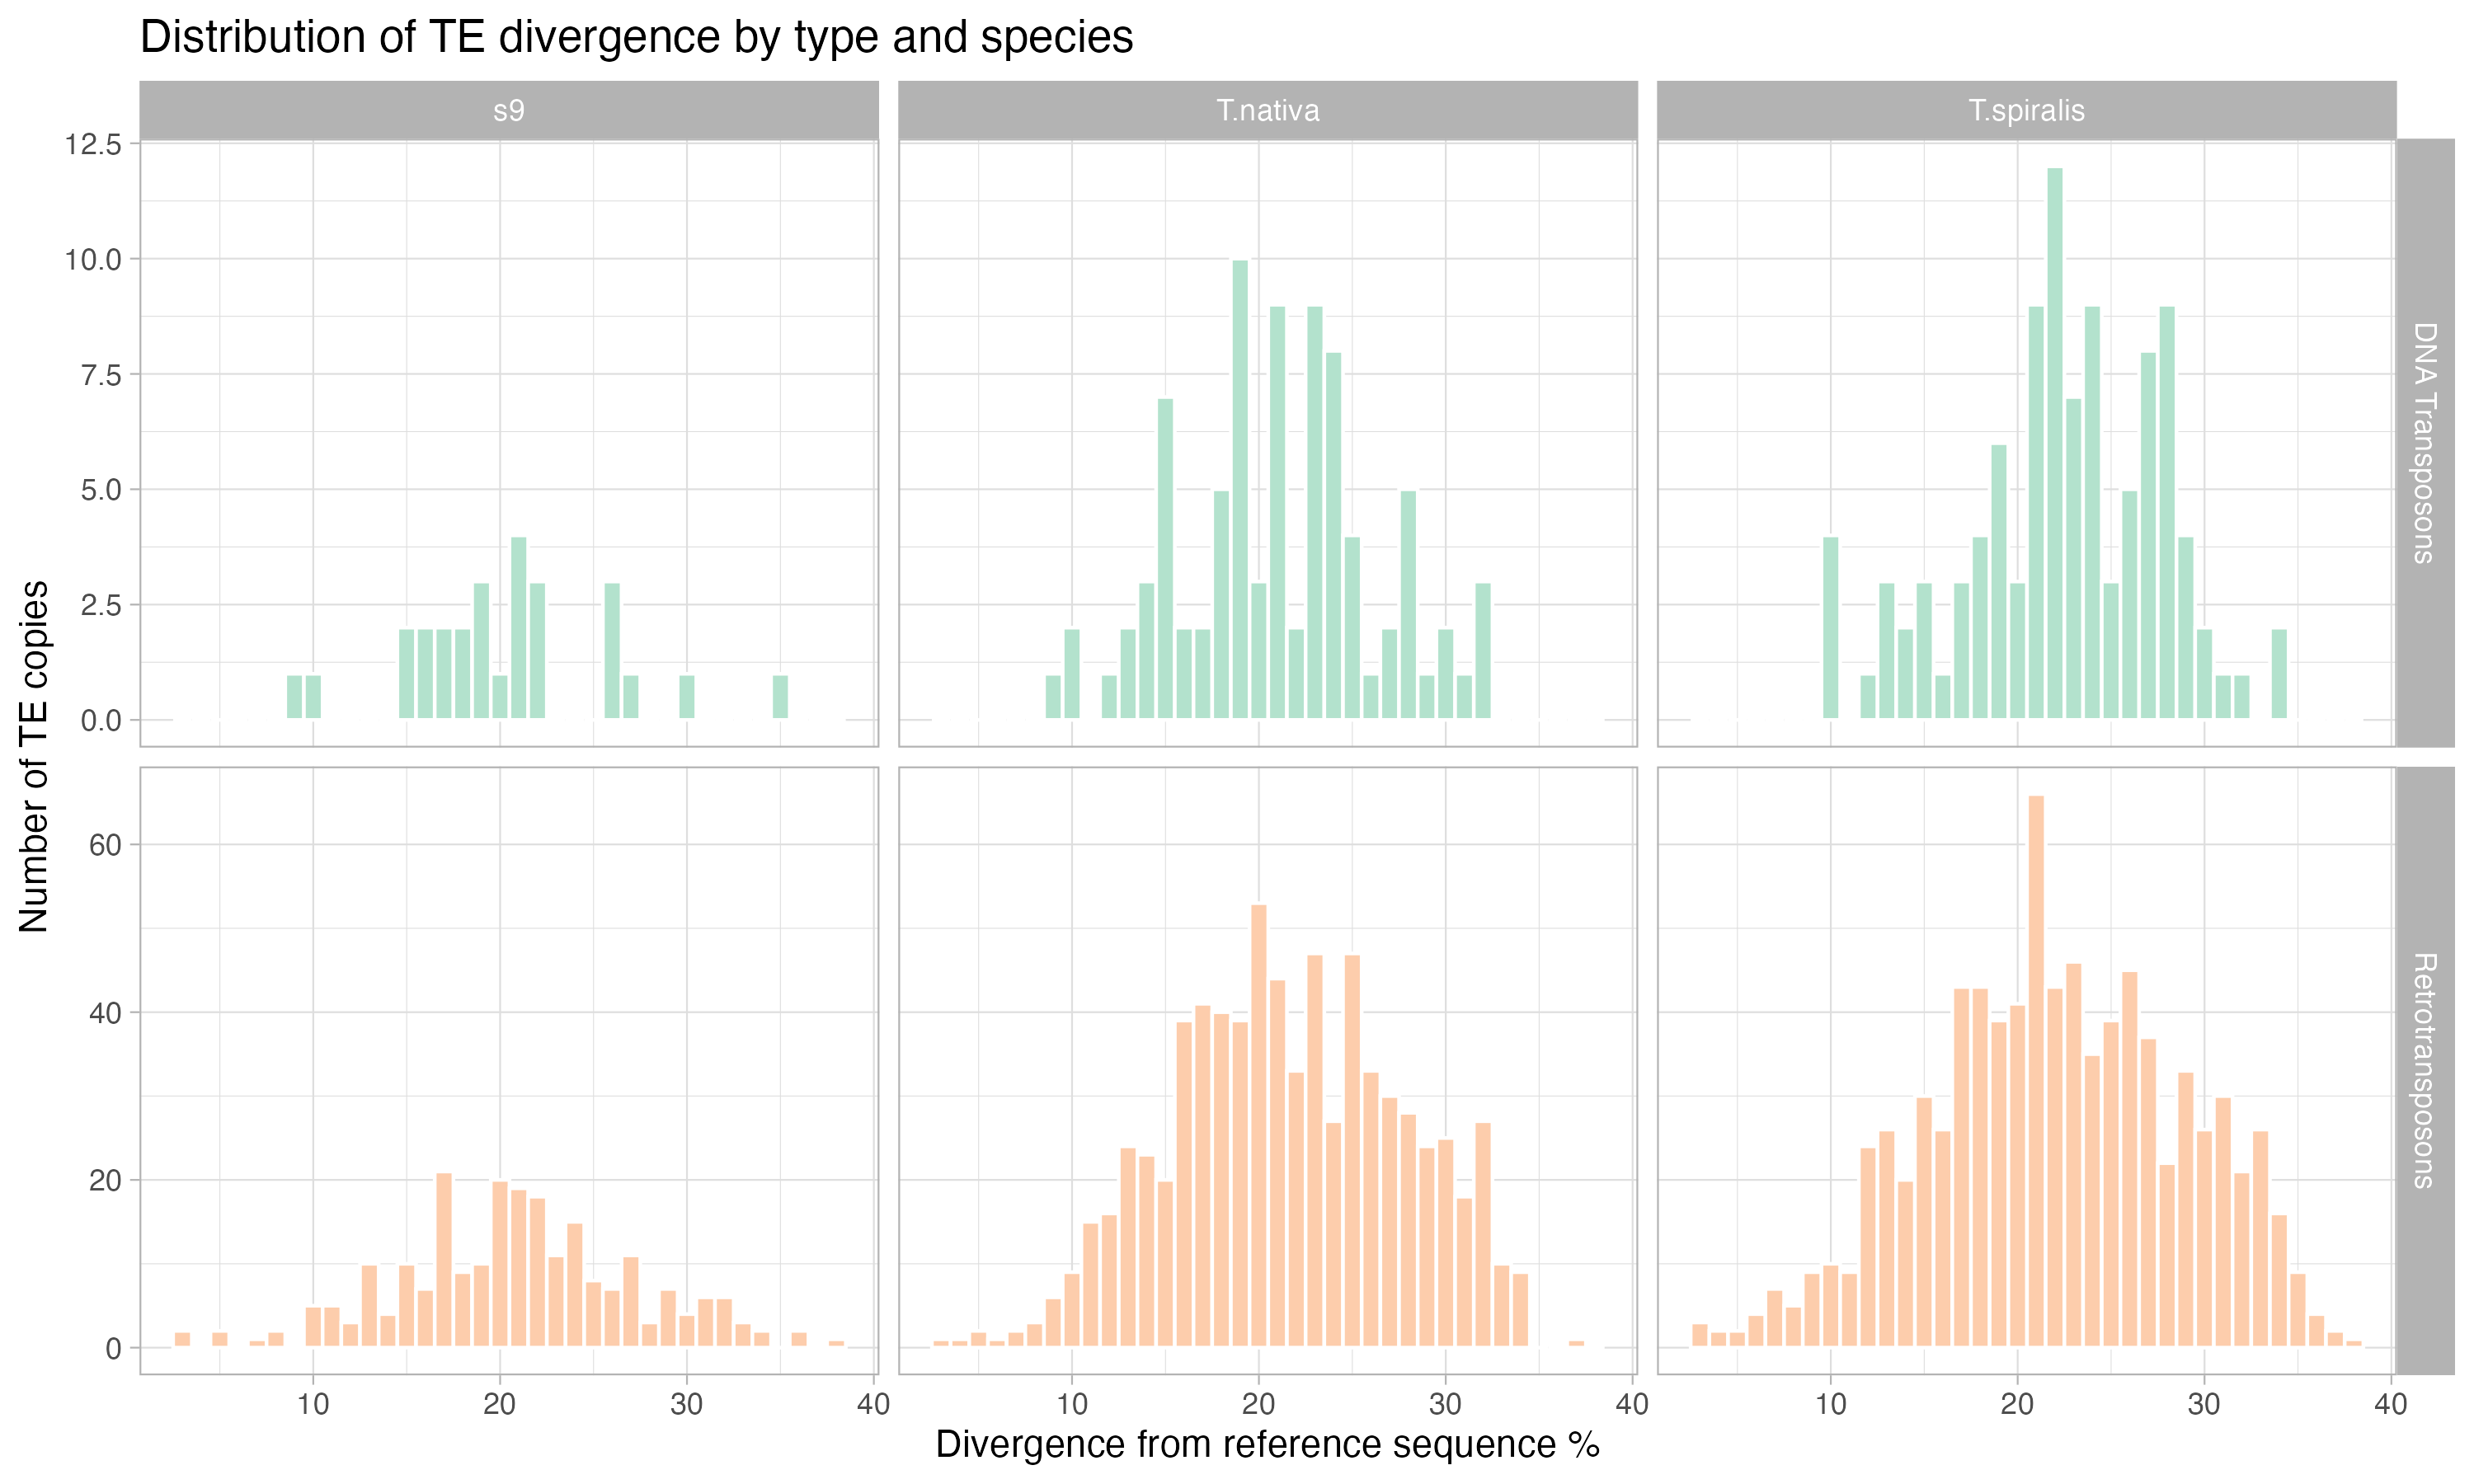 Distribution of TE divergence by type and species
s9
T.nativa
T.spiralis
12.5
10.0
7.5
5.0
2.5
0.0
DNA Transposons
Number of TE copies
60
40
20
0
Retrotransposons
10 20 30 40 10 20 30 40 10 20 30 40
Divergence from reference sequence %